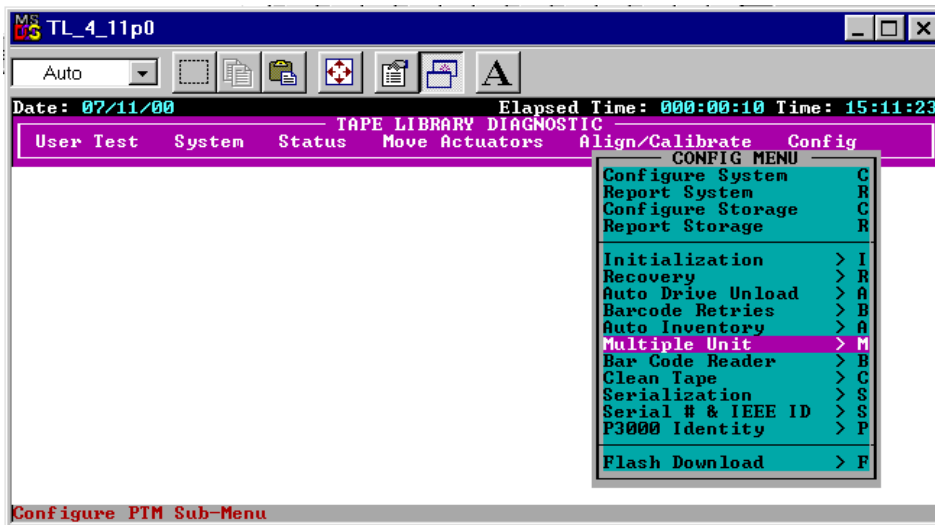 MS DOS TL_4_11p0
Auto A
Date: 07/11/00 Elapsed Time: 000:00:10 Time: 15:11:23
TAPE LIBRARY DIAGNOSTIC
User Test System Status Move Actuators Align/Calibrate Config
CONFIG MENU
Configure System C
Report System R
Configure Storage C
Report Storage R
Initialization > I
Recovery > R
Auto Drive Unload > A
Barcode Retries > B
Auto Inventory > A
Multiple Unit > M
Bar Code Reader > B
Clean Tape > C
Serialization > S
Serial # & IEEE ID > S
P3000 Identity > P
Flash Download > F
Configure PTM Sub-Menu